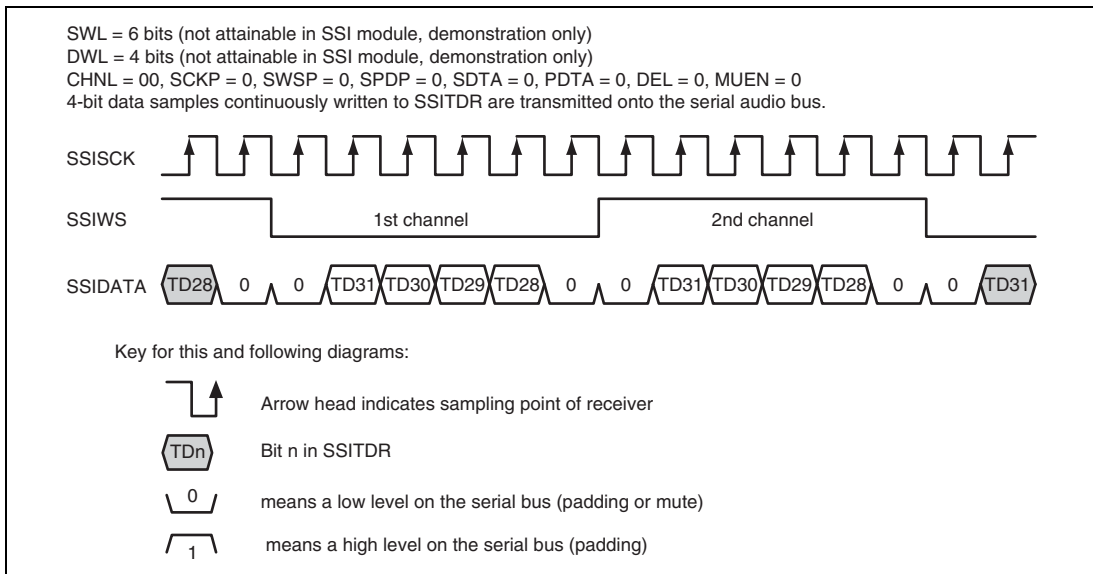 SWL = 6 bits (not attainable in SSI module, demonstration only)
DWL = 4 bits (not attainable in SSI module, demonstration only)
CHNL = 00, SCKP = 0, SWSP = 0, SPDP = 0, SDTA = 0, PDTA = 0, DEL = 0, MUEN = 0
4-bit data samples continuously written to SSITDR are transmitted onto the serial audio bus.
SSISCK
SSIWS 1st channel 2nd channel
SSIDATA TD28 0 0 TD31 TD30 TD29 TD28 0 0 TD31 TD30 TD29 TD28 0 0 TD31
Key for this and following diagrams:
Arrow head indicates sampling point of receiver
TDn Bit n in SSITDR
0 means a low level on the serial bus (padding or mute)
1 means a high level on the serial bus (padding)